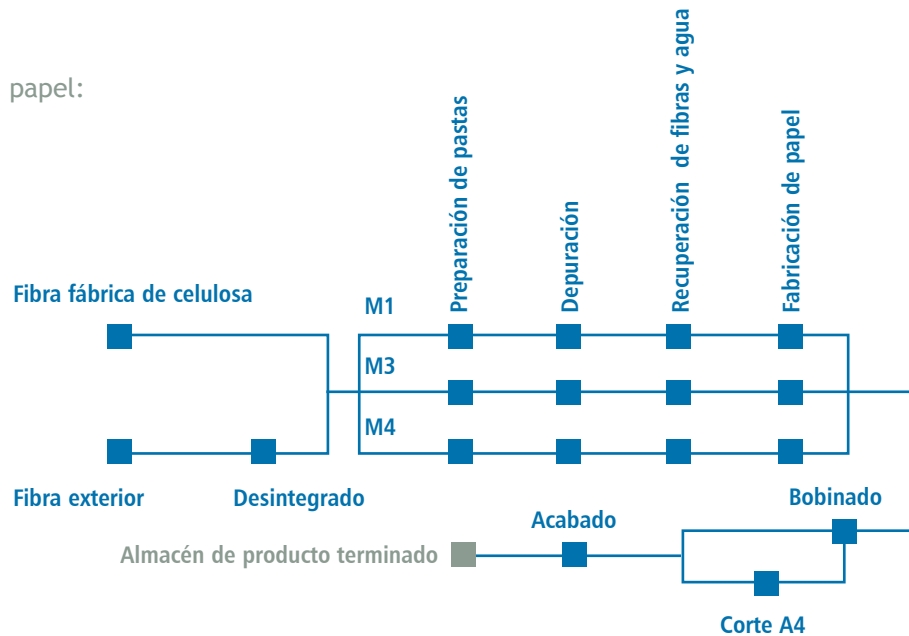 papel:
Preparación de pastas
Depuración
Recuperación de fibras y agua
Fabricación de papel
Fibra fábrica de celulosa
M1
M3
M4
Fibra exterior
Desintegrado
Bobinado
Acabado
Almacén de producto terminado
Corte A4